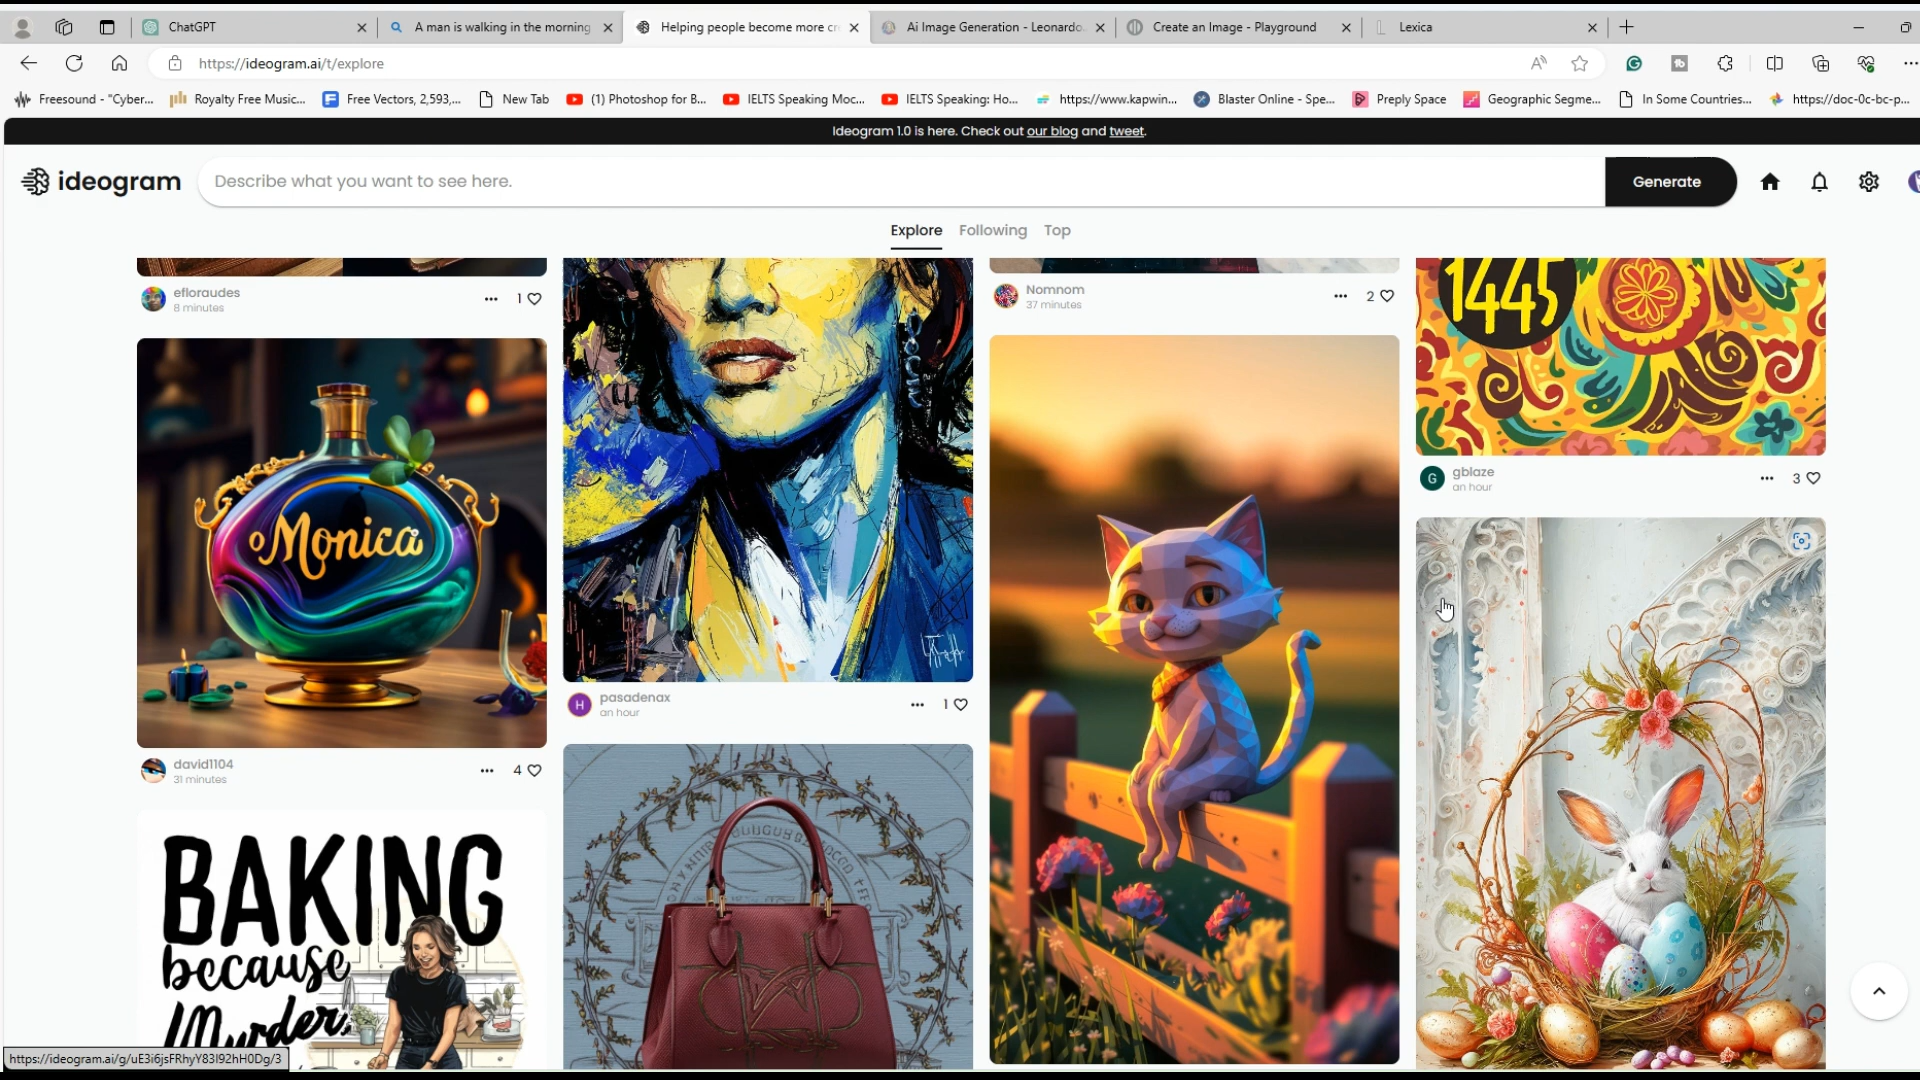 ChatGPT
A man is walking in the morning
Helping people become more cr
Ai Image Generation - Leonardo.
Create an Image - Playground
Lexica
https://ideogram.ai/t/explore
Freesound - "Cyber...
Royalty Free Music...
Free Vectors, 2,593,...
New Tab
(1) Photoshop for B...
IELTS Speaking Moc...
IELTS Speaking: Ho...
https://www.kapwin...
Blaster Online - Spe...
Preply Space
Geographic Segme...
In Some Countries...
https://doc-0c-bc-p...
Ideogram 1.0 is here. Check out our blog and tweet.
ideogram
Describe what you want to see here.
Generate
Explore
Following
Top
efloraudes
8 minutes
1
Nomnom
37 minutes
2
1445
G
gblaze
an hour
3
Monica
david1104
31 minutes
4
H
pasadenax
an hour
1
BAKING
because
Murder
https://ideogram.ai/g/uE3i6jsFRhyY83I92hH0Dg/3